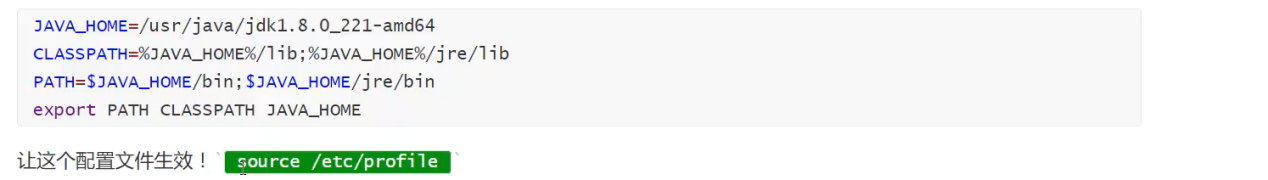 JAVA_HOME=/usr/java/jdk1.8.0_221-amd64
CLASSPATH=%JAVA_HOME%/lib;%JAVA_HOME%/jre/lib
PATH=$JAVA_HOME/bin;$JAVA_HOME/jre/bin
export PATH CLASSPATH JAVA_HOME
让这个配置文件生效！` source /etc/profile `